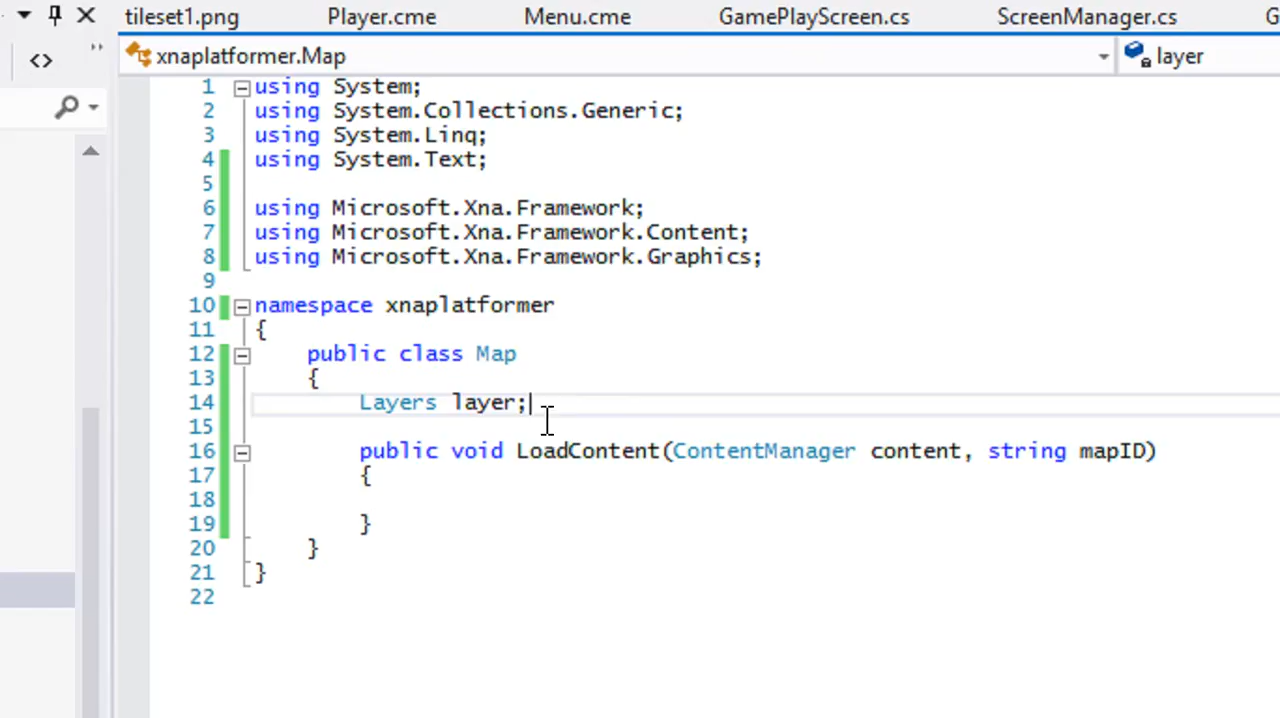 tileset1.png Player.cme Menu.cme GamePlayScreen.cs ScreenManager.cs G
<> xnaplatformer.Map layer
1 using System;
2 using System.Collections.Generic;
3 using System.Linq;
4 using System.Text;
5
6 using Microsoft.Xna.Framework;
7 using Microsoft.Xna.Framework.Content;
8 using Microsoft.Xna.Framework.Graphics;
9
10 namespace xnaplatformer
11 {
12 public class Map
13 {
14 Layers layer;
15
16 public void LoadContent(ContentManager content, string mapID)
17 {
18
19 }
20 }
21 }
22